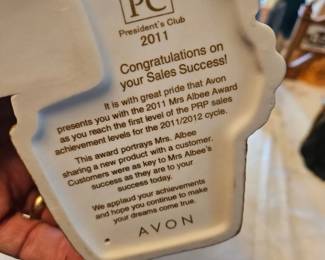 PC
President's Club
2011
Congratulations on
your Sales Success!
It is with great pride that Avon
presents you with the 2011 Mrs Albee Award
as you reach the first level of the PRP sales
achievement levels for the 2011/2012 cycle.
This award portrays Mrs. Albee
sharing a new product with a customer.
Customers were as key to Mrs Albee's
success as they are to your
success today.
We applaud your achievements
and hope you continue to make
your dreams come true.
AVON